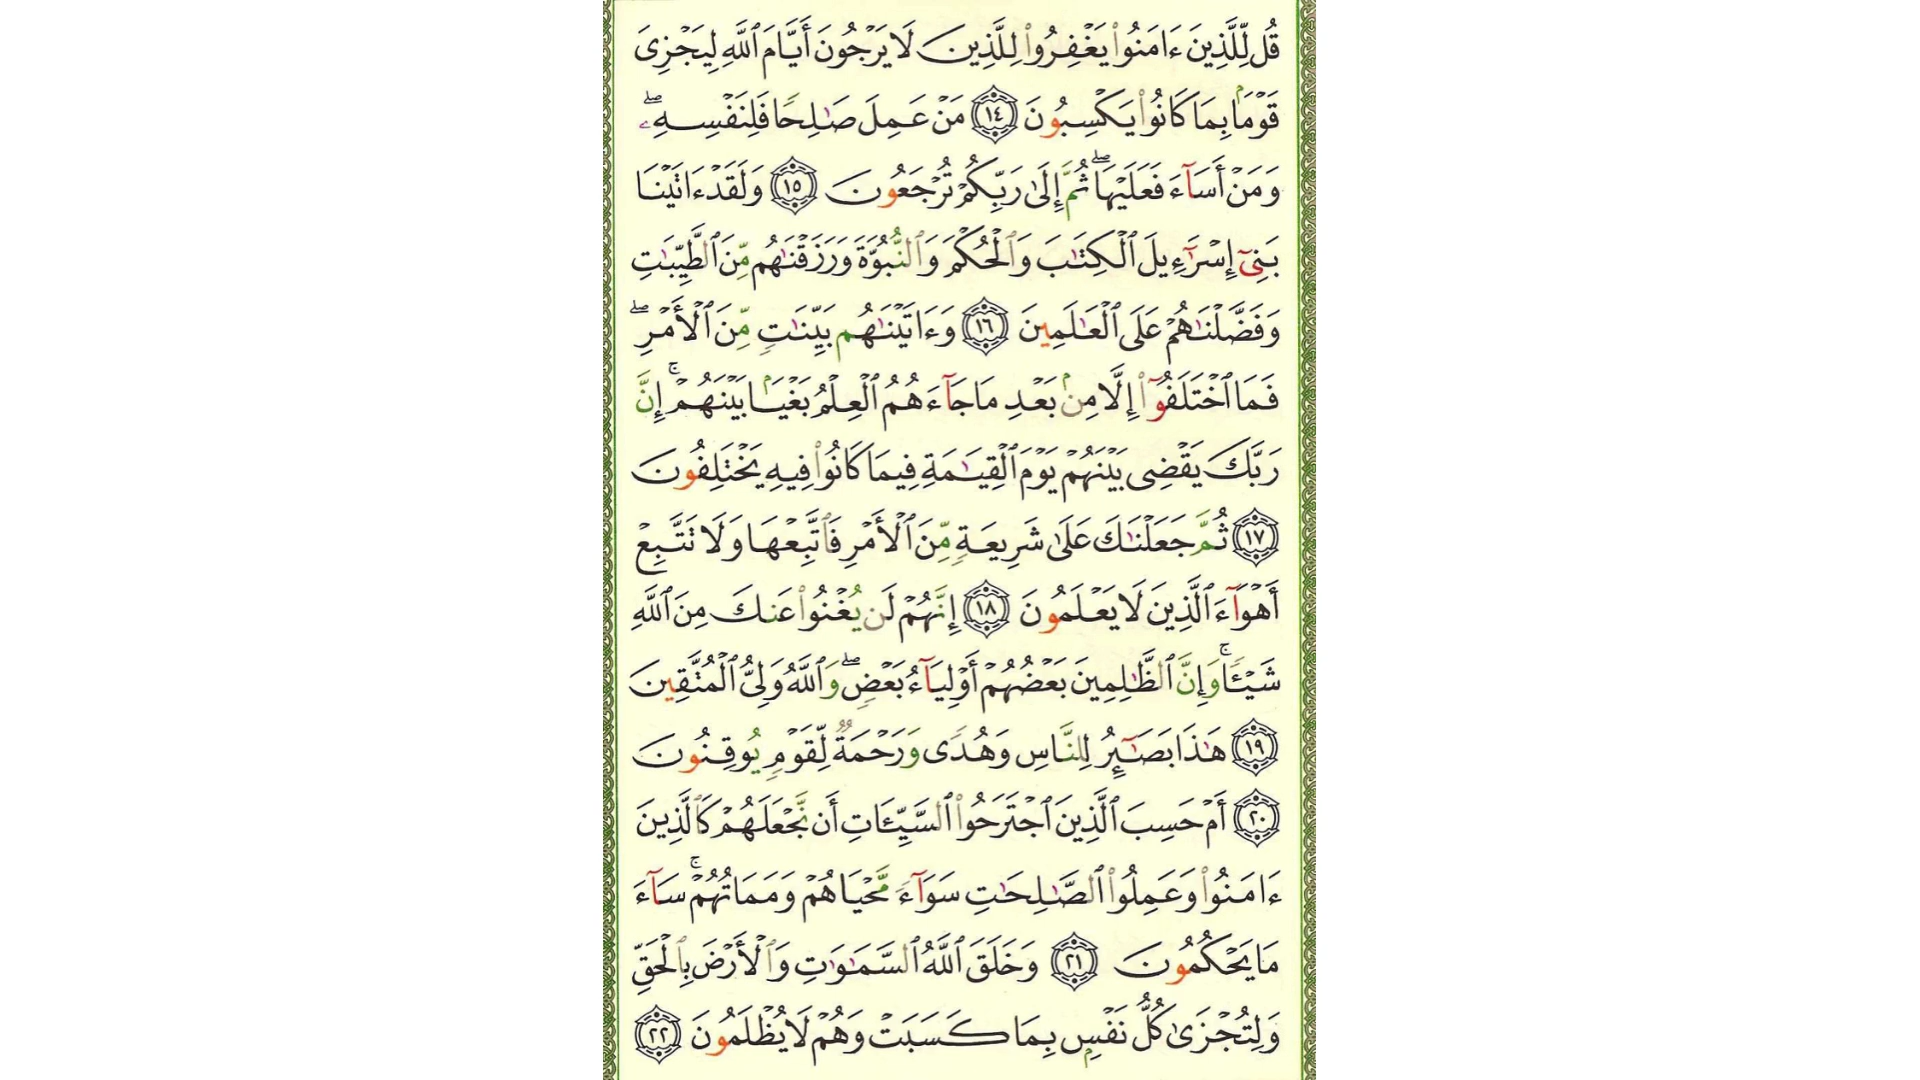 قُل لِّلَّذِينَ ءَامَنُوا۟ يَغْفِرُوا۟ لِلَّذِينَ لَا يَرْجُونَ أَيَّامَ ٱللَّهِ لِيَجْزِىَ
قَوْمًۢا بِمَا كَانُوا۟ يَكْسِبُونَ ١٤ مَنْ عَمِلَ صَـٰلِحًا فَلِنَفْسِهِۦ ۖ
وَمَنْ أَسَآءَ فَعَلَيْهَا ۖ ثُمَّ إِلَىٰ رَبِّكُمْ تُرْجَعُونَ ١٥ وَلَقَدْ ءَاتَيْنَا
بَنِىٓ إِسْرَٰٓءِيلَ ٱلْكِتَـٰبَ وَٱلْحُكْمَ وَٱلنُّبُوَّةَ وَرَزَقْنَـٰهُم مِّنَ ٱلطَّيِّبَـٰتِ
وَفَضَّلْنَـٰهُمْ عَلَى ٱلْعَـٰلَمِينَ ١٦ وَءَاتَيْنَـٰهُم بَيِّنَـٰتٍ مِّنَ ٱلْأَمْرِ ۖ
فَمَا ٱخْتَلَفُوٓا۟ إِلَّا مِنۢ بَعْدِ مَا جَآءَهُمُ ٱلْعِلْمُ بَغْيًۢا بَيْنَهُمْ ۚ إِنَّ
رَبَّكَ يَقْضِى بَيْنَهُمْ يَوْمَ ٱلْقِيَـٰمَةِ فِيمَا كَانُوا۟ فِيهِ يَخْتَلِفُونَ
١٧ ثُمَّ جَعَلْنَـٰكَ عَلَىٰ شَرِيعَةٍ مِّنَ ٱلْأَمْرِ فَٱتَّبِعْهَا وَلَا تَتَّبِعْ
أَهْوَآءَ ٱلَّذِينَ لَا يَعْلَمُونَ ١٨ إِنَّهُمْ لَن يُغْنُوا۟ عَنكَ مِنَ ٱللَّهِ
شَيْـًٔا ۚ وَإِنَّ ٱلظَّـٰلِمِينَ بَعْضُهُمْ أَوْلِيَآءُ بَعْضٍ ۖ وَٱللَّهُ وَلِىُّ ٱلْمُتَّقِينَ
١٩ هَـٰذَا بَصَـٰٓئِرُ لِلنَّاسِ وَهُدًى وَرَحْمَةٌ لِّقَوْمٍ يُوقِنُونَ
٢٠ أَمْ حَسِبَ ٱلَّذِينَ ٱجْتَرَحُوا۟ ٱلسَّيِّـَٔاتِ أَن نَّجْعَلَهُمْ كَٱلَّذِينَ
ءَامَنُوا۟ وَعَمِلُوا۟ ٱلصَّـٰلِحَـٰتِ سَوَآءً مَّحْيَاهُمْ وَمَمَاتُهُمْ ۚ سَآءَ
مَا يَحْكُمُونَ ٢١ وَخَلَقَ ٱللَّهُ ٱلسَّمَـٰوَٰتِ وَٱلْأَرْضَ بِٱلْحَقِّ
وَلِتُجْزَىٰ كُلُّ نَفْسٍۭ بِمَا كَسَبَتْ وَهُمْ لَا يُظْلَمُونَ ٢٢